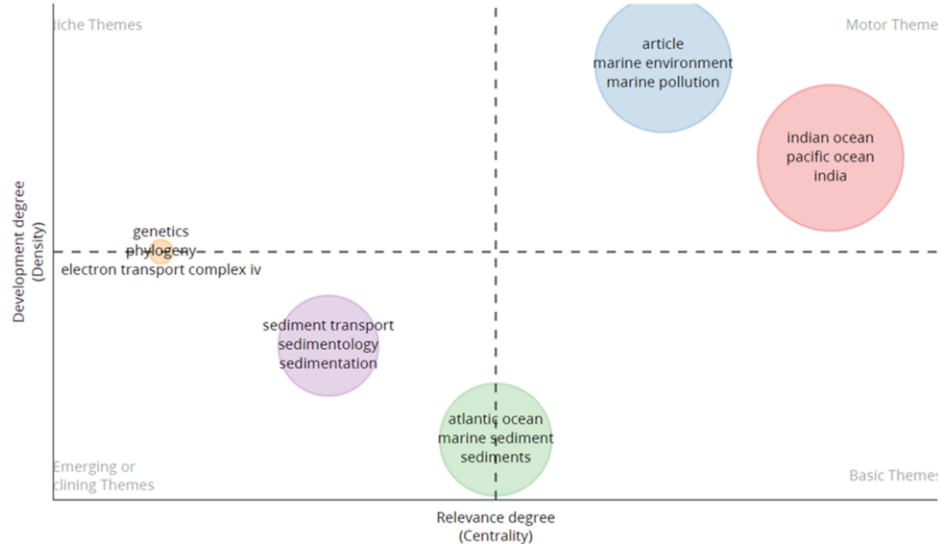 liche Themes
Motor Theme
article
marine environment
marine pollution
indian ocean
pacific ocean
india
genetics
phylogeny
electron transport complex iv
Development degree
(Density)
sediment transport
sedimentology
sedimentation
atlantic ocean
marine sediment
sediments
Emerging or
clining Themes
Basic Themes
Relevance degree
(Centrality)